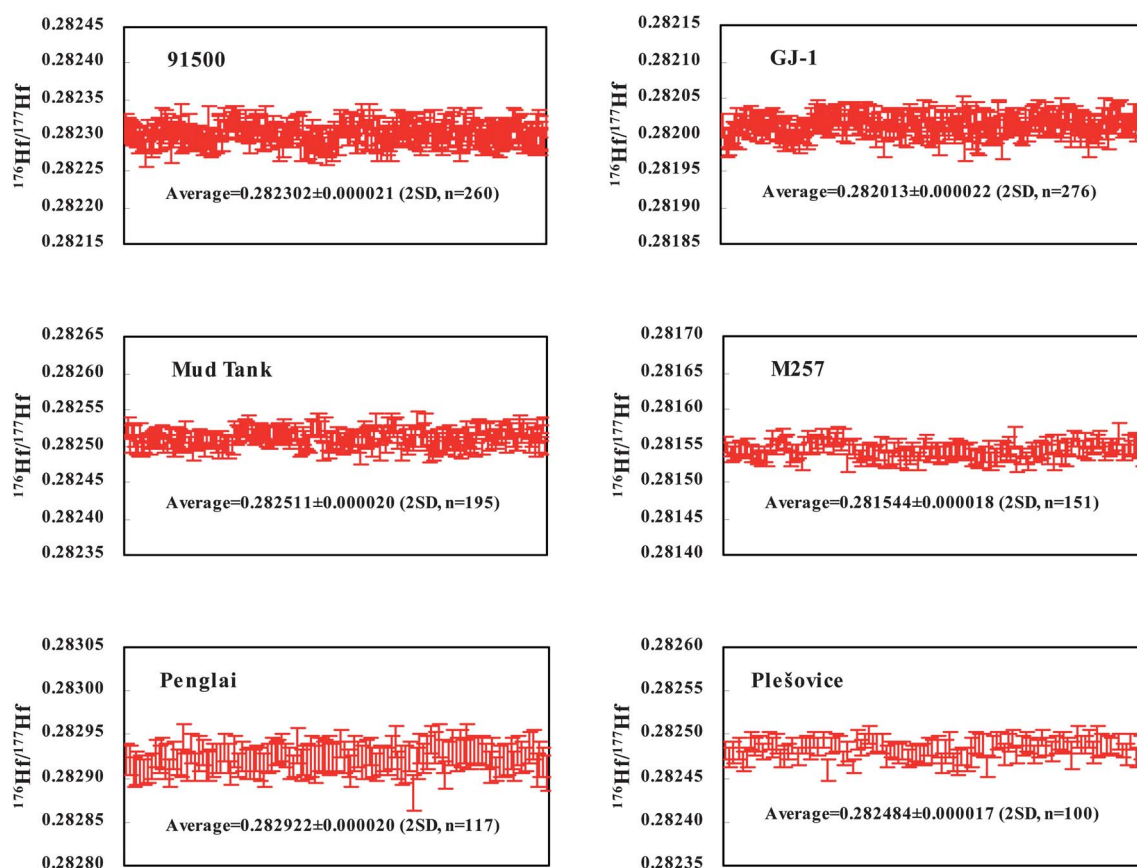 91500
¹⁷⁶Hf/¹⁷⁷Hf
0.28245
0.28240
0.28235
0.28230
0.28225
0.28220
0.28215
Average=0.282302±0.000021 (2SD, n=260)
GJ-1
¹⁷⁶Hf/¹⁷⁷Hf
0.28215
0.28210
0.28205
0.28200
0.28195
0.28190
0.28185
Average=0.282013±0.000022 (2SD, n=276)
Mud Tank
¹⁷⁶Hf/¹⁷⁷Hf
0.28265
0.28260
0.28255
0.28250
0.28245
0.28240
0.28235
Average=0.282511±0.000020 (2SD, n=195)
M257
¹⁷⁶Hf/¹⁷⁷Hf
0.28170
0.28165
0.28160
0.28155
0.28150
0.28145
0.28140
Average=0.281544±0.000018 (2SD, n=151)
Penglai
¹⁷⁶Hf/¹⁷⁷Hf
0.28305
0.28300
0.28295
0.28290
0.28285
0.28280
Average=0.282922±0.000020 (2SD, n=117)
Plešovice
¹⁷⁶Hf/¹⁷⁷Hf
0.28260
0.28255
0.28250
0.28245
0.28240
0.28235
Average=0.282484±0.000017 (2SD, n=100)